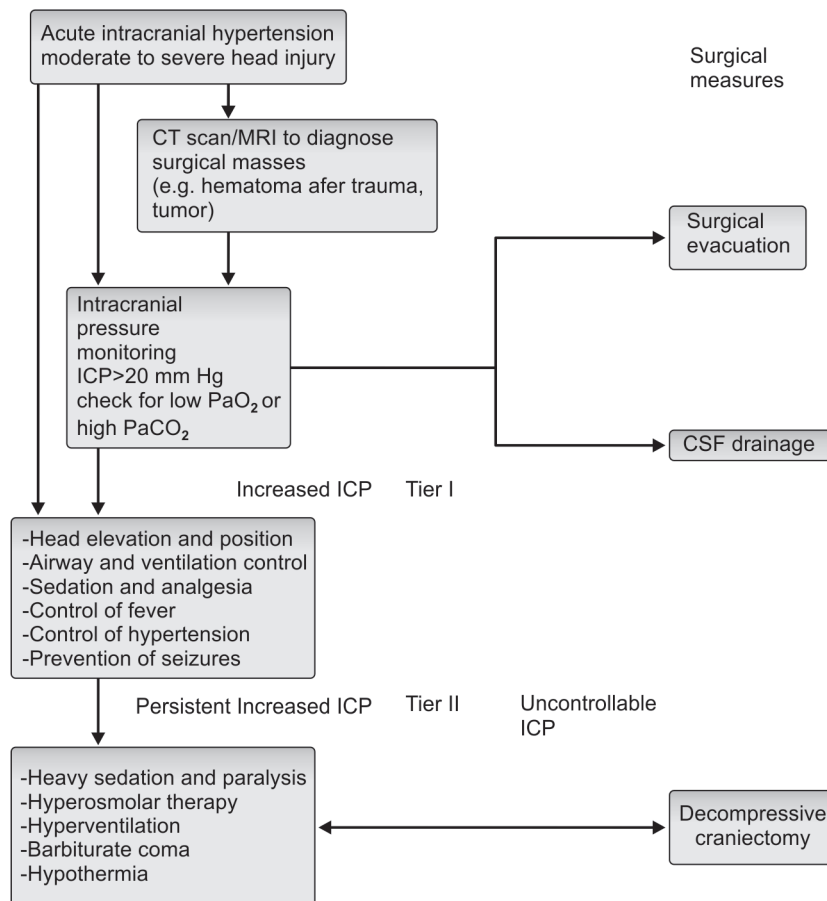 Acute intracranial hypertension
moderate to severe head injury
Surgical
measures
CT scan/MRI to diagnose
surgical masses
(e.g. hematoma afer trauma,
tumor)
Surgical
evacuation
Intracranial
pressure
monitoring
ICP>20 mm Hg
check for low PaO₂ or
high PaCO₂
CSF drainage
Increased ICP Tier I
-Head elevation and position
-Airway and ventilation control
-Sedation and analgesia
-Control of fever
-Control of hypertension
-Prevention of seizures
Persistent Increased ICP Tier II Uncontrollable
ICP
-Heavy sedation and paralysis
-Hyperosmolar therapy
-Hyperventilation
-Barbiturate coma
-Hypothermia
Decompressive
craniectomy